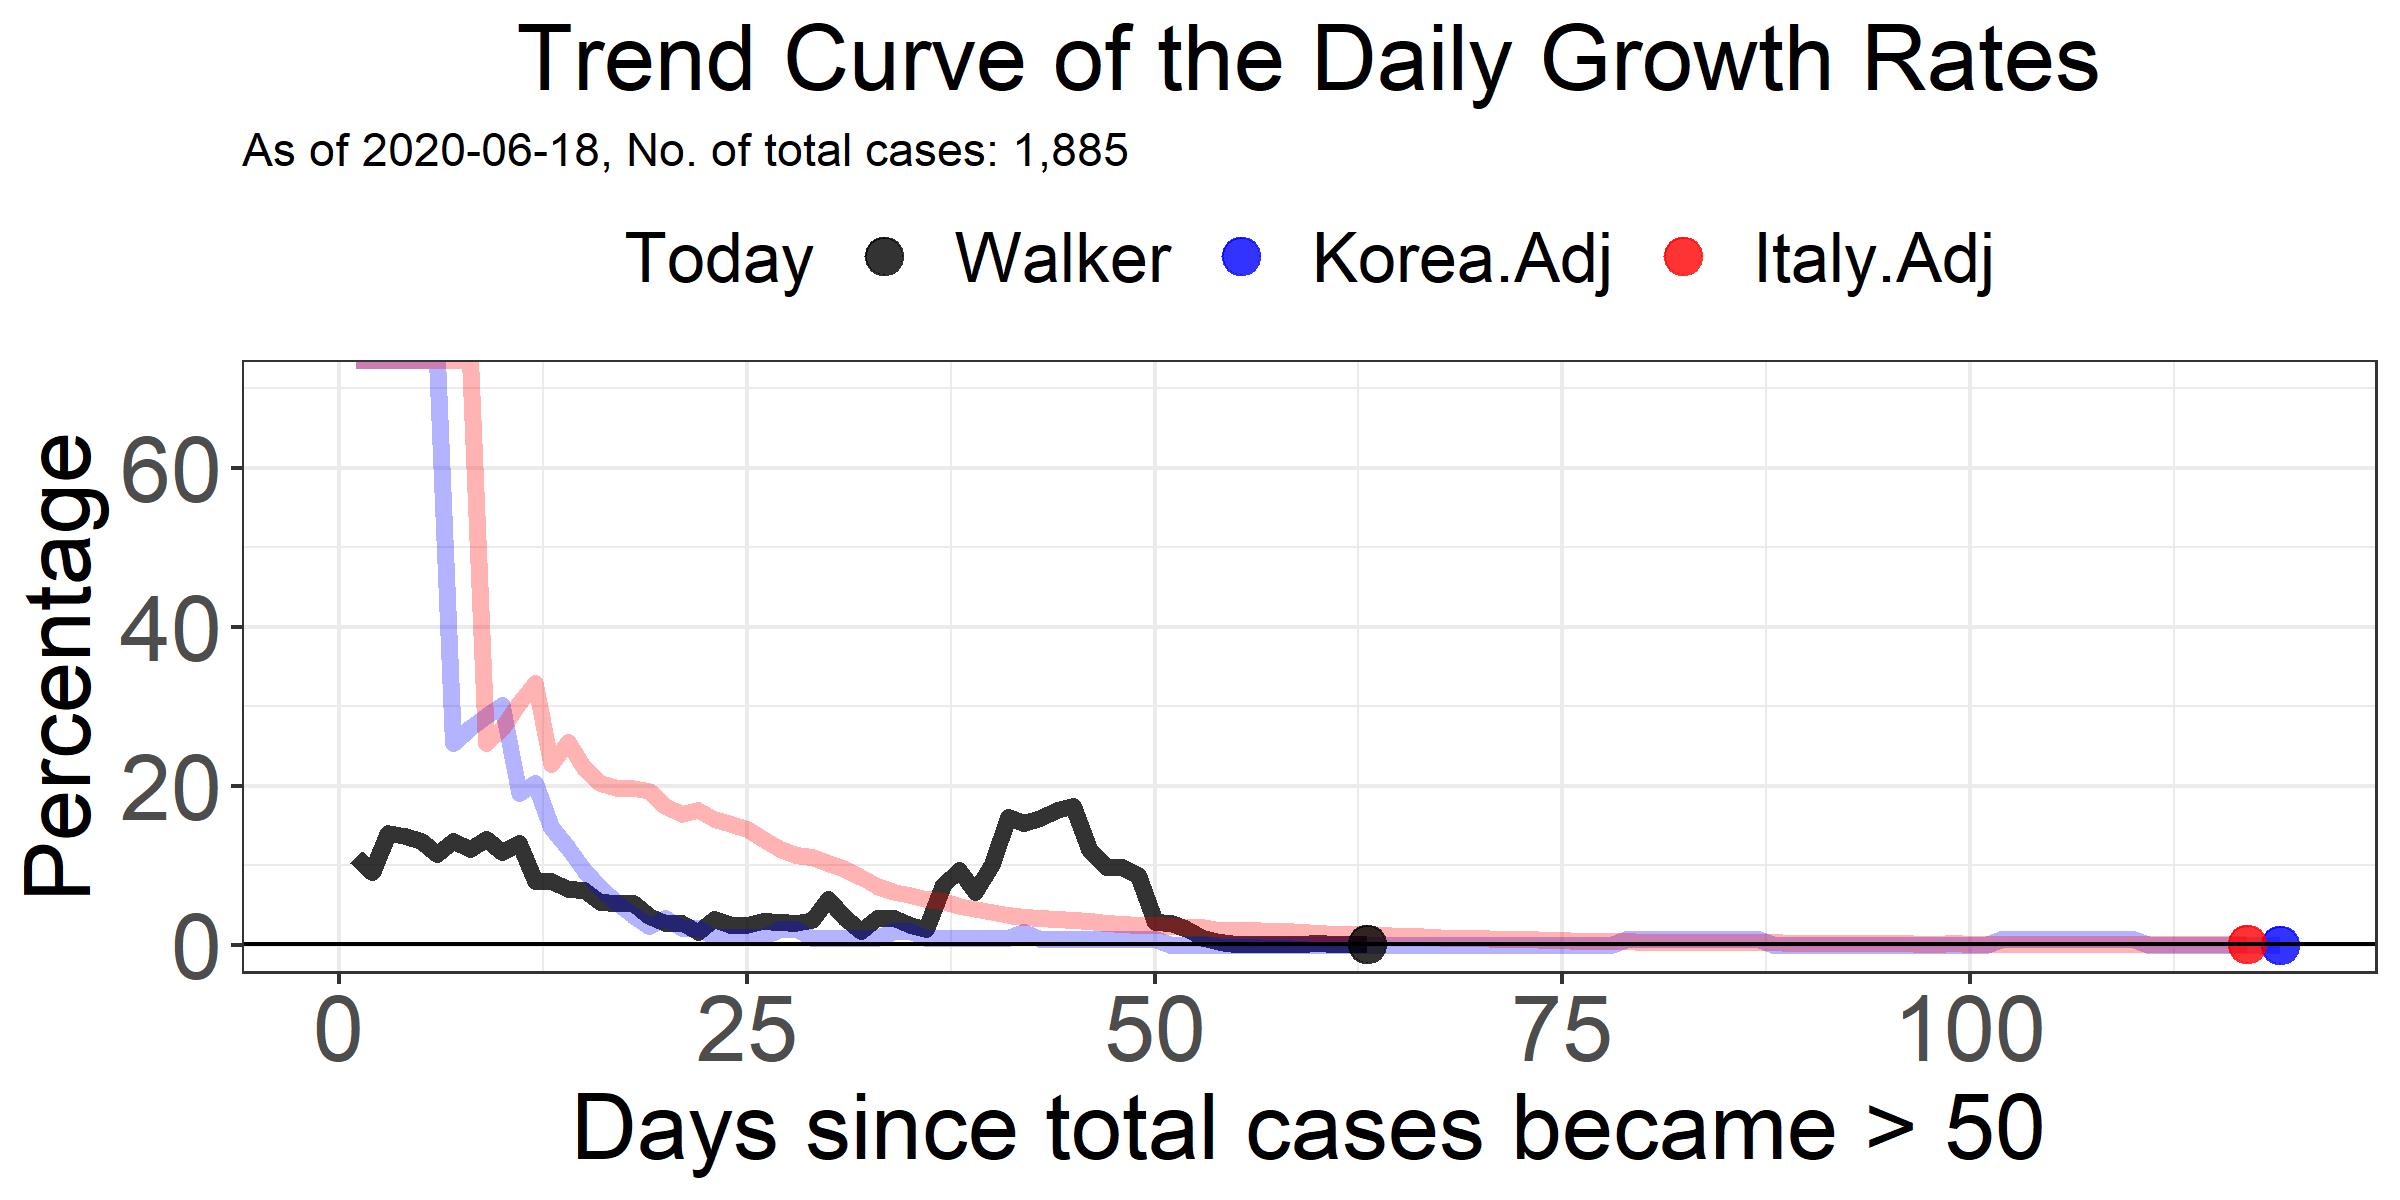 Trend Curve of the Daily Growth Rates
As of 2020-06-18, No. of total cases: 1,885
Today Walker Korea.Adj Italy.Adj
Percentage
60
40
20
0
0 25 50 75 100
Days since total cases became > 50